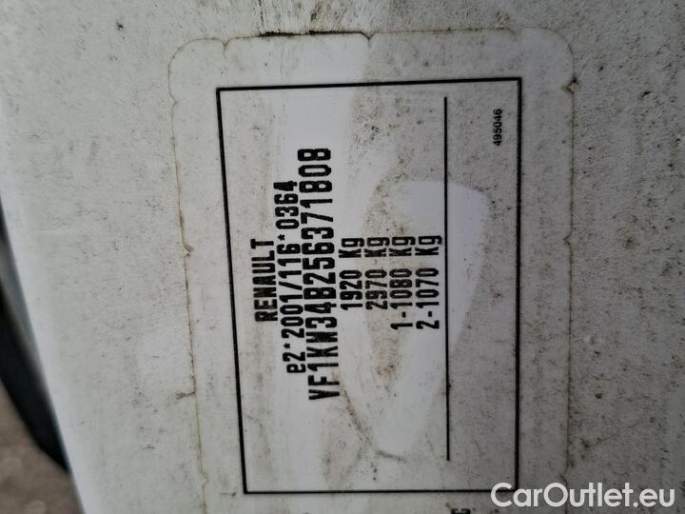 RENAULT
e2*2001/116*0364
VF1KW34B256371808
1920 Kg
2970 Kg
1-1080 Kg
2-1070 Kg
495046
CarOutlet.eu